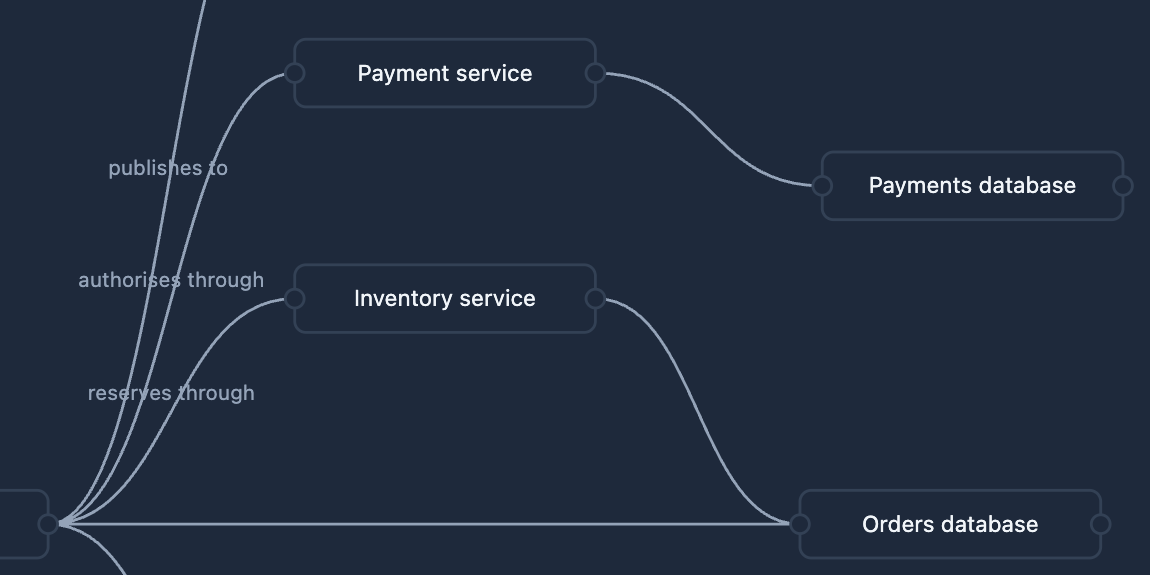 Payment service
publishes to
Payments database
authorises through
Inventory service
reserves through
Orders database